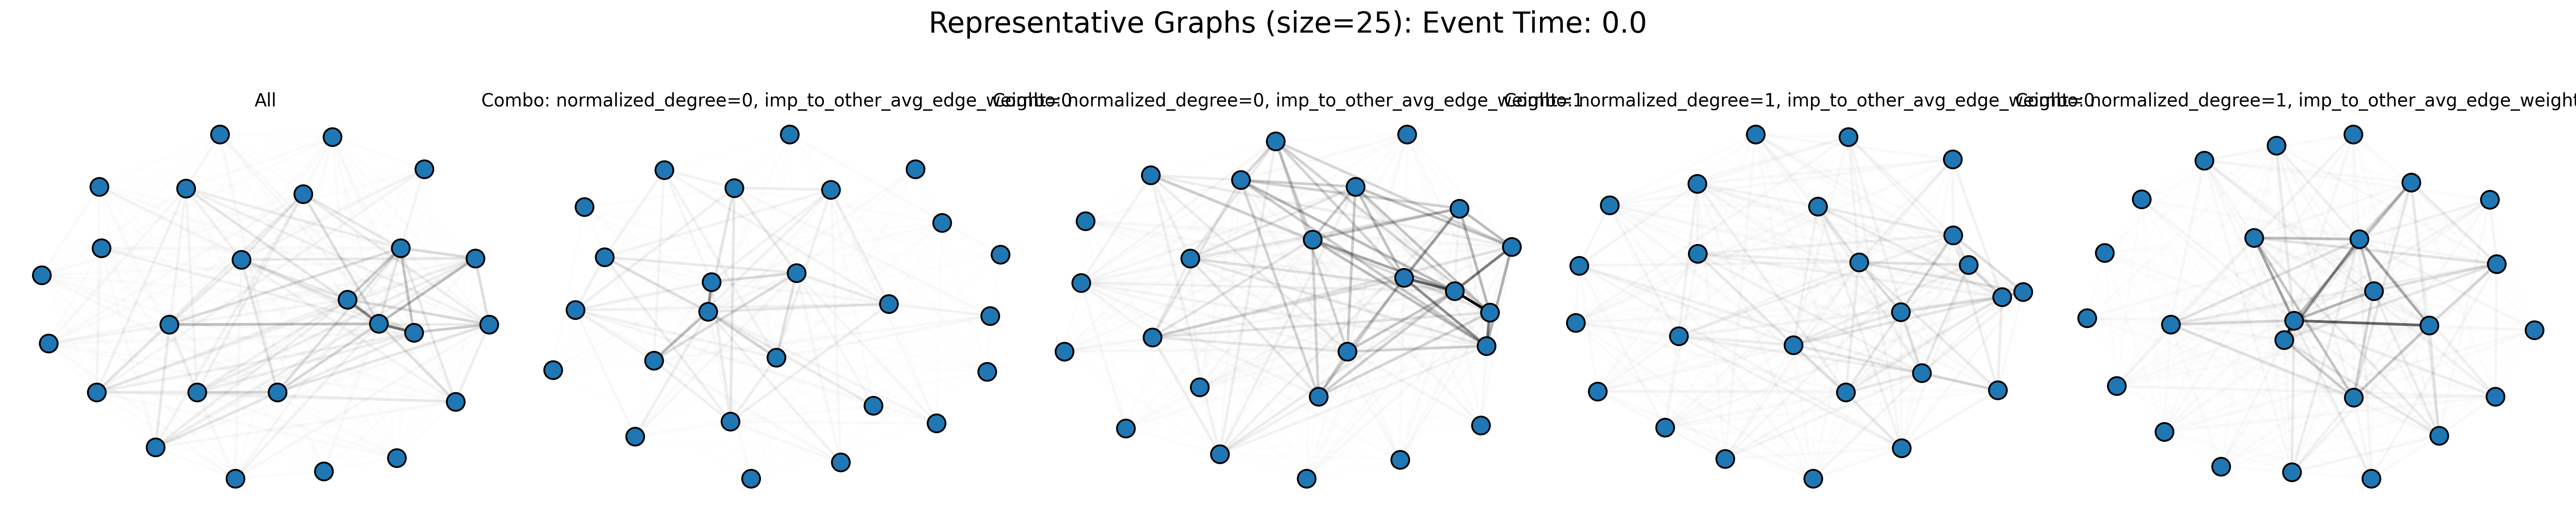 Representative Graphs (size=25): Event Time: 0.0
All
Combo: normalized_degree=0, imp_to_other_avg_edge_weight=0
Combo: normalized_degree=0, imp_to_other_avg_edge_weight=1
Combo: normalized_degree=1, imp_to_other_avg_edge_weight=0
Combo: normalized_degree=1, imp_to_other_avg_edge_weight